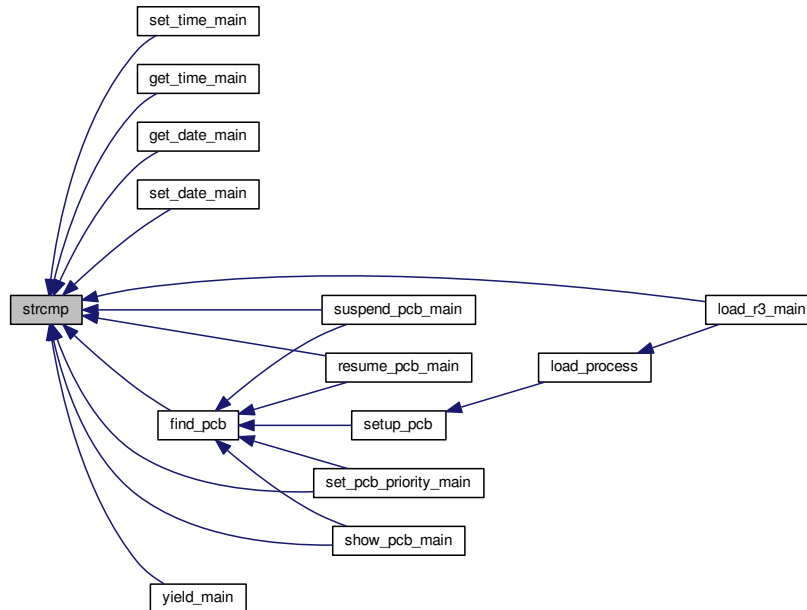 set_time_main
get_time_main
get_date_main
set_date_main
strcmp
suspend_pcb_main
load_r3_main
resume_pcb_main
load_process
find_pcb
setup_pcb
set_pcb_priority_main
show_pcb_main
yield_main